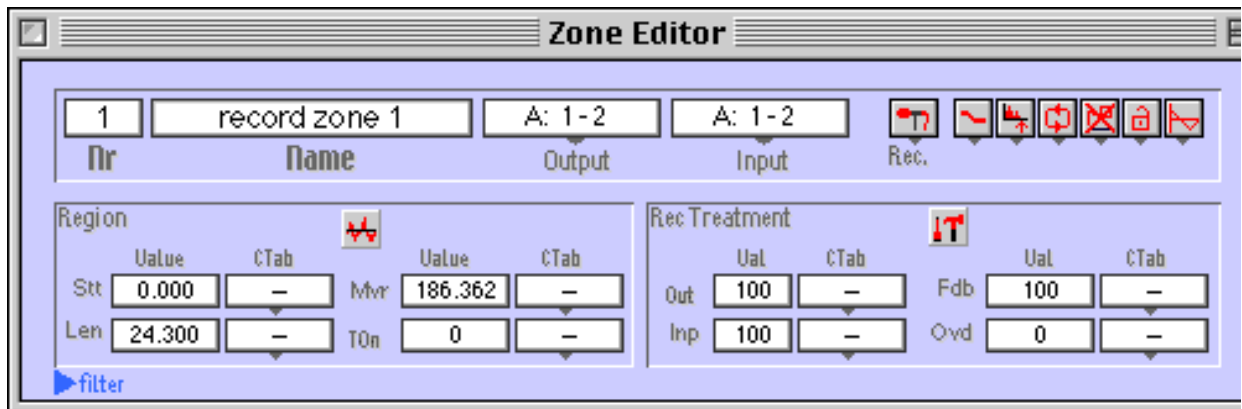 Zone Editor
1 record zone 1 A: 1-2 A: 1-2
Nr Name Output Input Rec.
Region
Value CTab Value CTab
Stt 0.000 – Mvr 186.362 –
Len 24.300 – TOn 0 –
Rec Treatment
Val CTab Val CTab
Out 100 – Fdb 100 –
Inp 100 – Ovd 0 –
filter